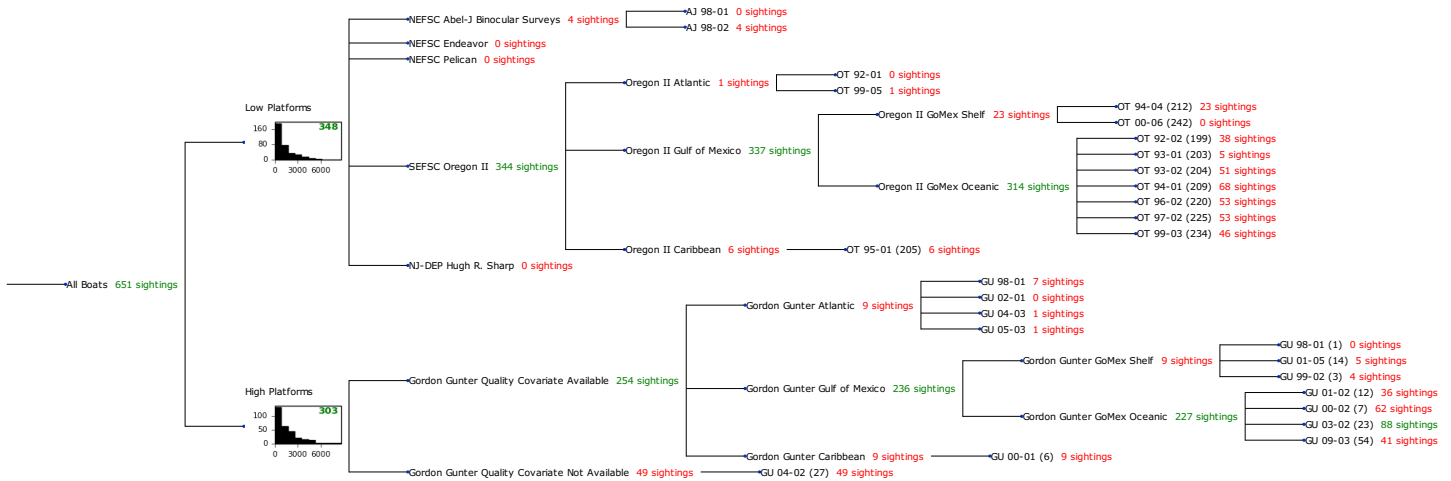 All Boats 651 sightings
Low Platforms
348
160
80
0
0 3000 6000
NEFSC Abel-J Binocular Surveys 4 sightings
AJ 98-01 0 sightings
AJ 98-02 4 sightings
NEFSC Endeavor 0 sightings
NEFSC Pelican 0 sightings
SEFSC Oregon II 344 sightings
Oregon II Atlantic 1 sightings
OT 92-01 0 sightings
OT 99-05 1 sightings
Oregon II Gulf of Mexico 337 sightings
Oregon II GoMex Shelf 23 sightings
OT 94-04 (212) 23 sightings
OT 00-06 (242) 0 sightings
Oregon II GoMex Oceanic 314 sightings
OT 92-02 (199) 38 sightings
OT 93-01 (203) 5 sightings
OT 93-02 (204) 51 sightings
OT 94-01 (209) 68 sightings
OT 96-02 (220) 53 sightings
OT 97-02 (225) 53 sightings
OT 99-03 (234) 46 sightings
Oregon II Caribbean 6 sightings
OT 95-01 (205) 6 sightings
NJ-DEP Hugh R. Sharp 0 sightings
High Platforms
303
100
50
0
0 3000 6000
Gordon Gunter Quality Covariate Available 254 sightings
Gordon Gunter Atlantic 9 sightings
GU 98-01 7 sightings
GU 02-01 0 sightings
GU 04-03 1 sightings
GU 05-03 1 sightings
Gordon Gunter Gulf of Mexico 236 sightings
Gordon Gunter GoMex Shelf 9 sightings
GU 98-01 (1) 0 sightings
GU 01-05 (14) 5 sightings
GU 99-02 (3) 4 sightings
Gordon Gunter GoMex Oceanic 227 sightings
GU 01-02 (12) 36 sightings
GU 00-02 (7) 62 sightings
GU 03-02 (23) 88 sightings
GU 09-03 (54) 41 sightings
Gordon Gunter Caribbean 9 sightings
GU 00-01 (6) 9 sightings
Gordon Gunter Quality Covariate Not Available 49 sightings
GU 04-02 (27) 49 sightings